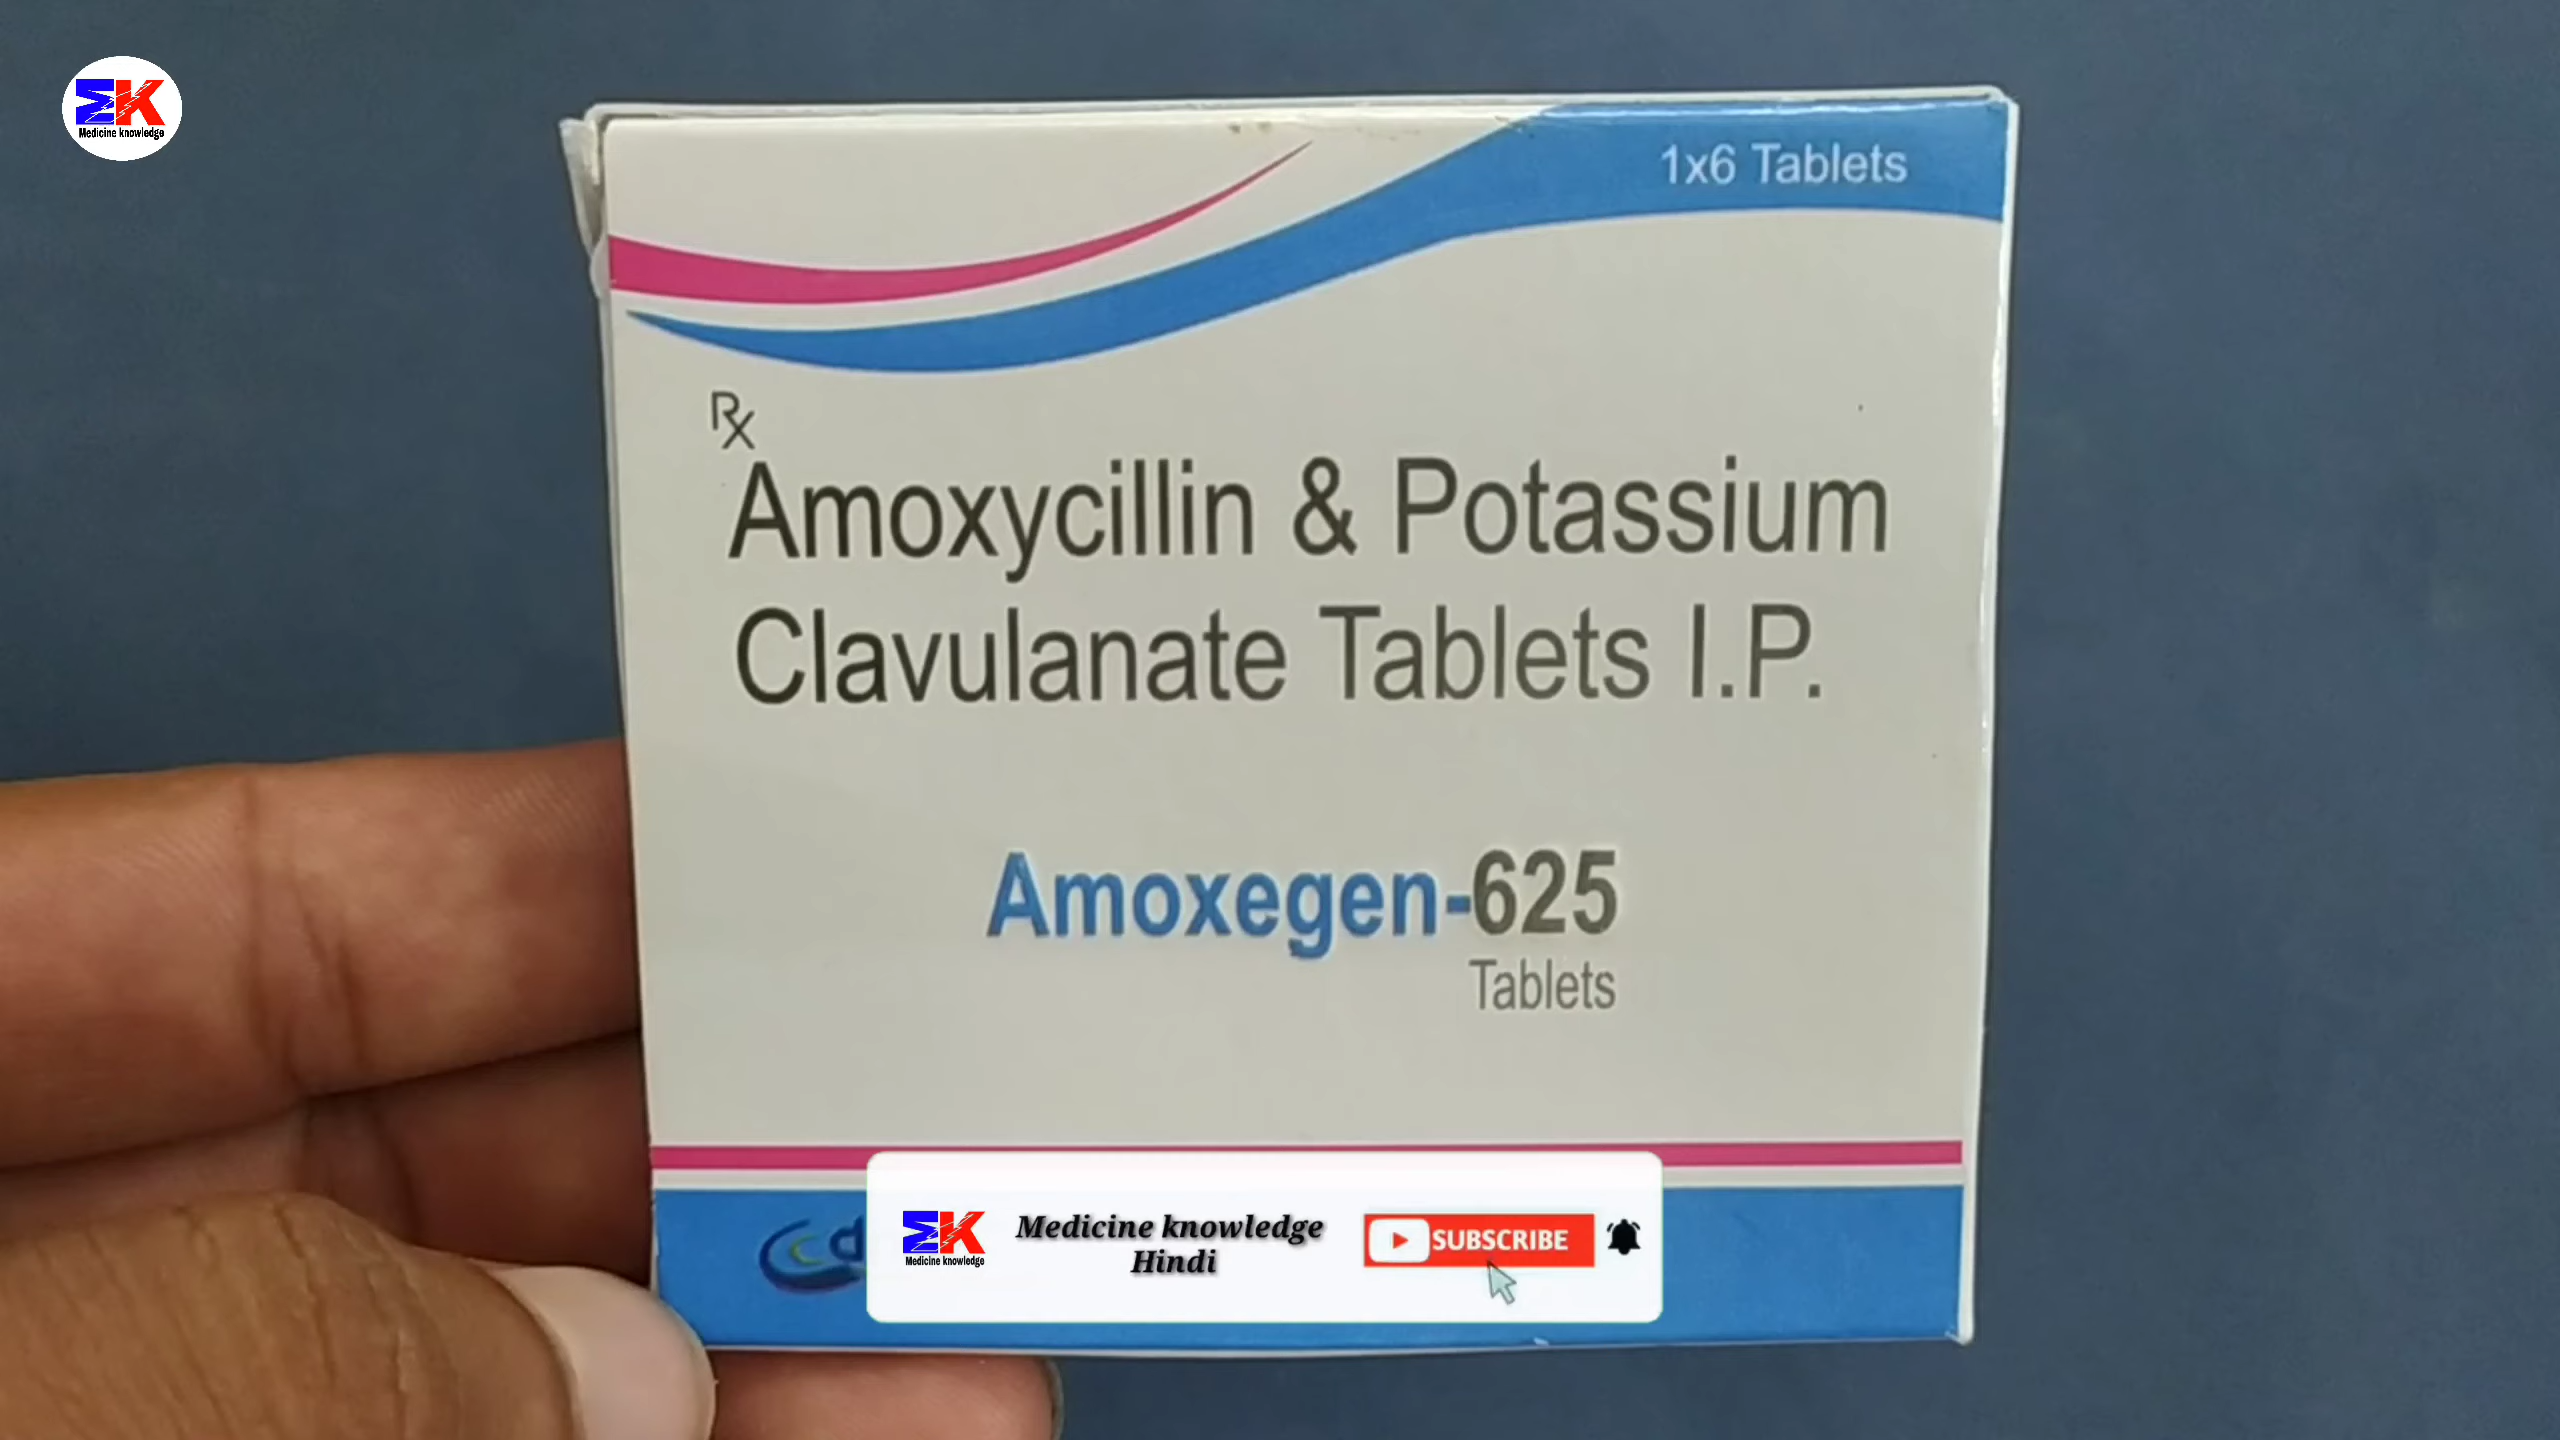 Medicine knowledge
1x6 Tablets
Rx
Amoxycillin & Potassium
Clavulanate Tablets I.P.
Amoxegen-625
Tablets
Medicine knowledge
Medicine knowledge
Hindi
SUBSCRIBE